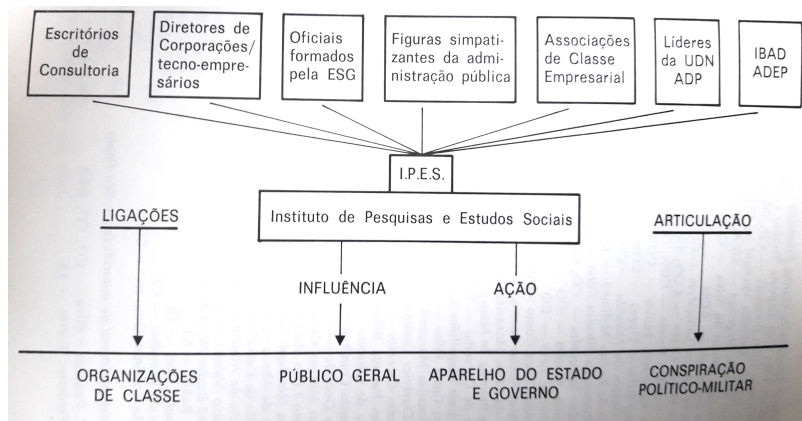 Escritórios
de
Consultoria
Diretores de
Corporações/
tecno-empre-
sários
Oficiais
formados
pela ESG
Figuras simpati-
zantes da admi-
nistração pública
Associações
de Classe
Empresarial
Líderes
da UDN
ADP
IBAD
ADEP
I.P.E.S.
Instituto de Pesquisas e Estudos Sociais
LIGAÇÕES
ARTICULAÇÃO
INFLUÊNCIA
AÇÃO
ORGANIZAÇÕES
DE CLASSE
PÚBLICO GERAL
APARELHO DO ESTADO
E GOVERNO
CONSPIRAÇÃO
POLÍTICO-MILITAR